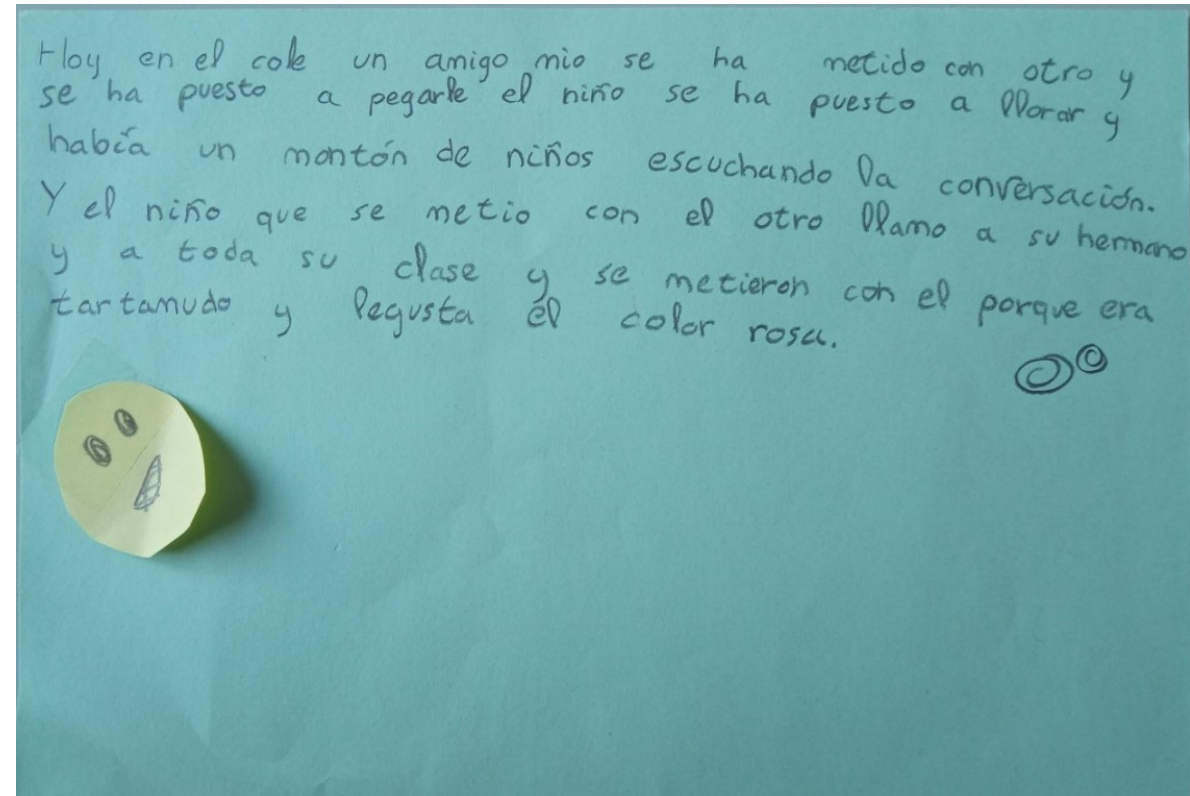 Hoy en el cole un amigo mio se ha metido con otro y
se ha puesto a pegarle el niño se ha puesto a llorar y
había un montón de niños escuchando la conversación.
Y el niño que se metio con el otro llamo a su hermano
y a toda su clase y se metieron con el porque era
tartamudo y legusta el color rosa.